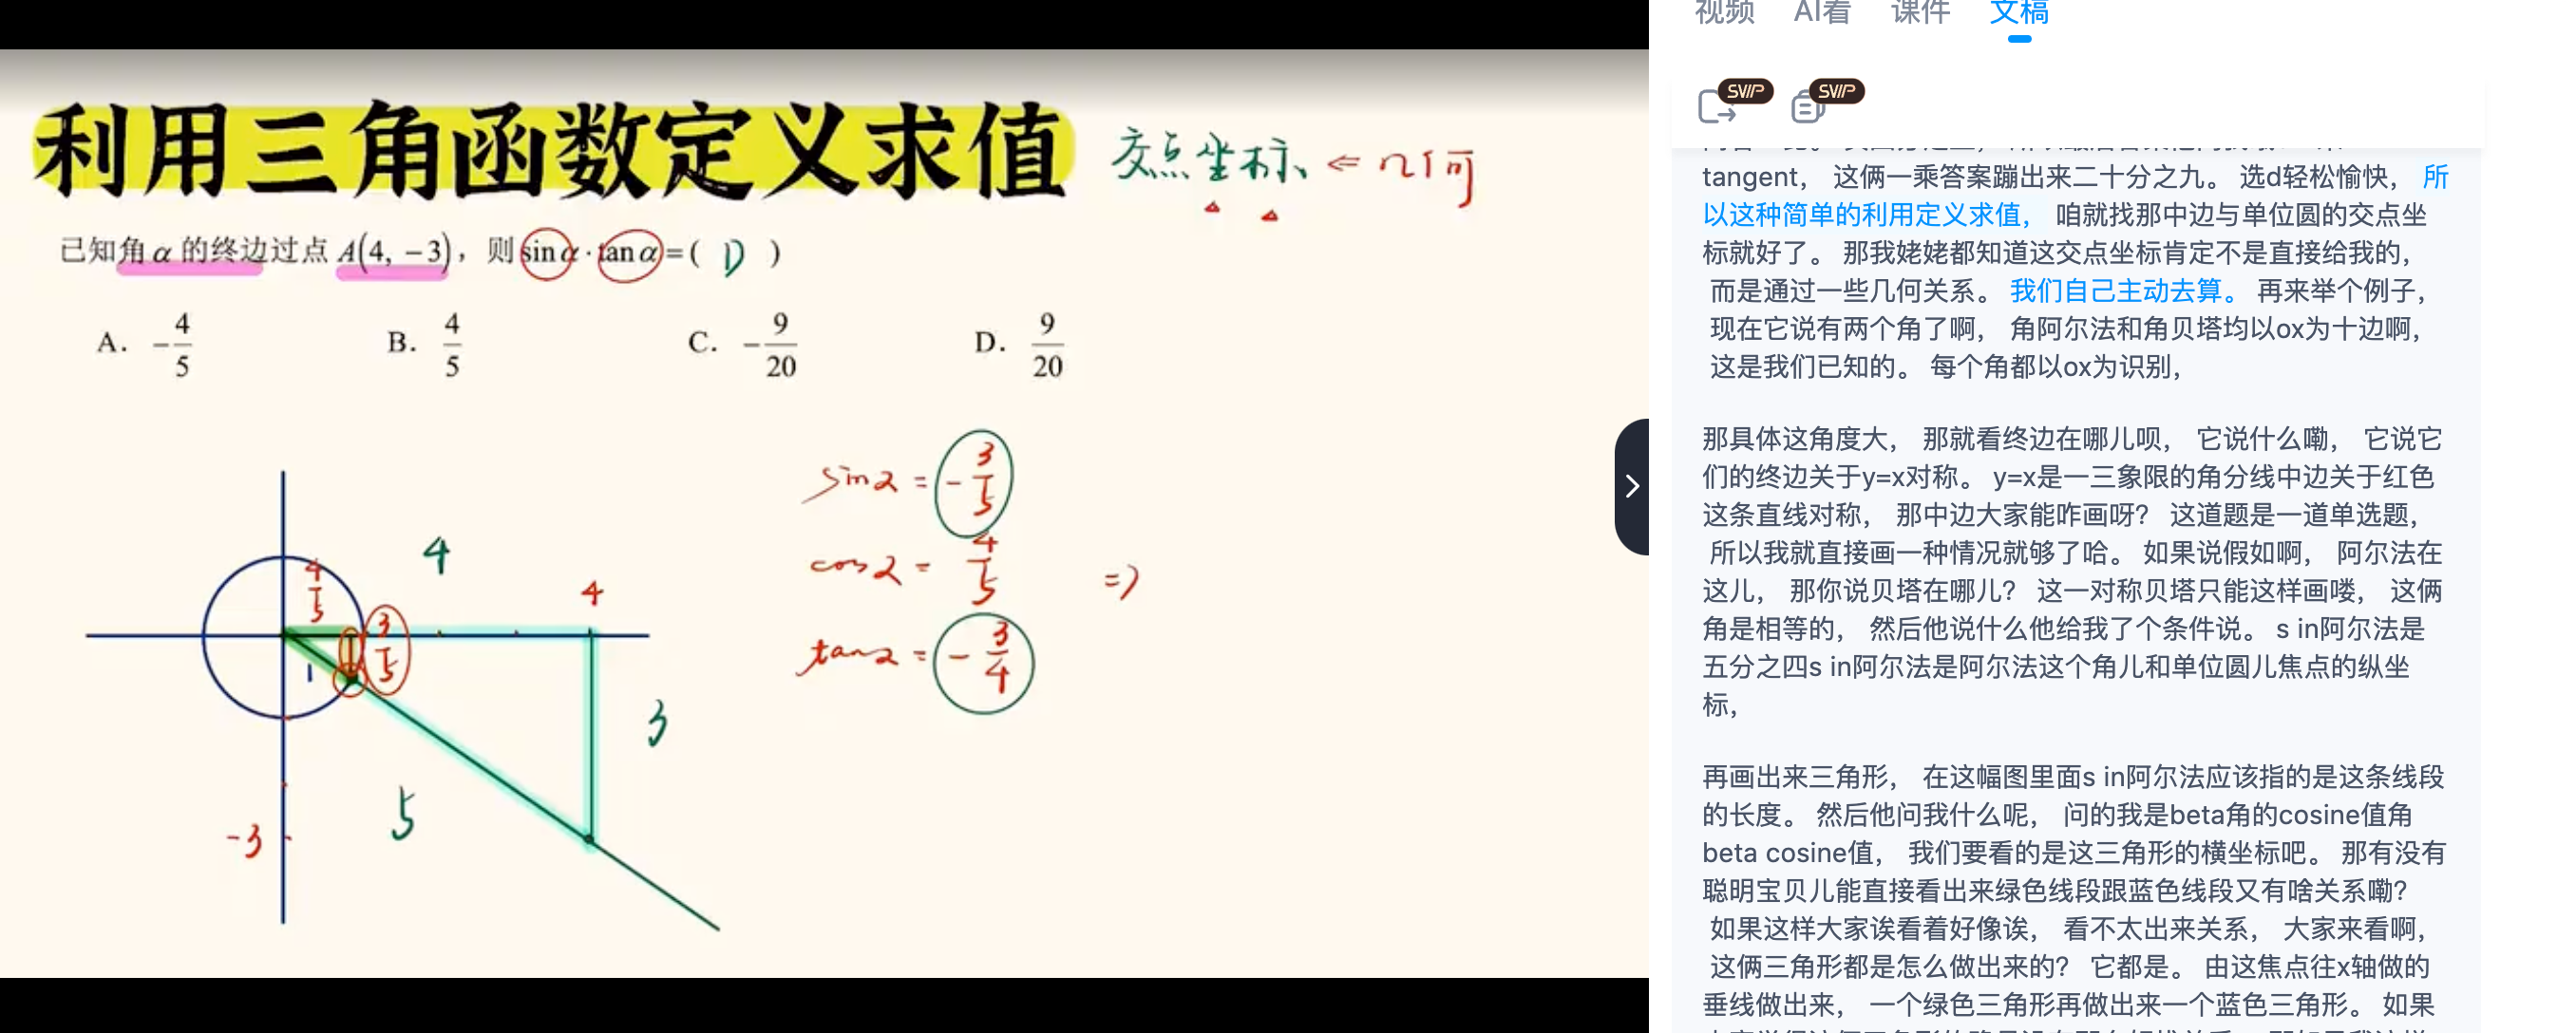 利用三角函数定义求值
交点坐标 ⇐ 几何
已知角 α 的终边过点 A(4, −3)，则 sin α · tan α = ( D )
A. −4/5 B. 4/5 C. −9/20 D. 9/20
sinα = −3/5
cosα = 4/5 ⇒
tanα = −3/4
4
4/5
4
3/5
1
3
5
-3
视频 AI看 课件 文稿
SVIP SVIP
tangent， 这俩一乘答案蹦出来二十分之九。 选d轻松愉快， 所
以这种简单的利用定义求值， 咱就找那中边与单位圆的交点坐
标就好了。 那我姥姥都知道这交点坐标肯定不是直接给我的，
而是通过一些几何关系。 我们自己主动去算。 再来举个例子，
现在它说有两个角了啊， 角阿尔法和角贝塔均以ox为十边啊，
这是我们已知的。 每个角都以ox为识别，
那具体这角度大， 那就看终边在哪儿呗， 它说什么嘞， 它说它
们的终边关于y=x对称。 y=x是一三象限的角分线中边关于红色
这条直线对称， 那中边大家能咋画呀？ 这道题是一道单选题，
所以我就直接画一种情况就够了哈。 如果说假如啊， 阿尔法在
这儿， 那你说贝塔在哪儿？ 这一对称贝塔只能这样画喽， 这俩
角是相等的， 然后他说什么他给我了个条件说。 s in阿尔法是
五分之四s in阿尔法是阿尔法这个角儿和单位圆儿焦点的纵坐
标，
再画出来三角形， 在这幅图里面s in阿尔法应该指的是这条线段
的长度。 然后他问我什么呢， 问的我是beta角的cosine值角
beta cosine值， 我们要看的是这三角形的横坐标吧。 那有没有
聪明宝贝儿能直接看出来绿色线段跟蓝色线段又有啥关系嘞？
如果这样大家诶看着好像诶， 看不太出来关系， 大家来看啊，
这俩三角形都是怎么做出来的？ 它都是。 由这焦点往x轴做的
垂线做出来， 一个绿色三角形再做出来一个蓝色三角形。 如果